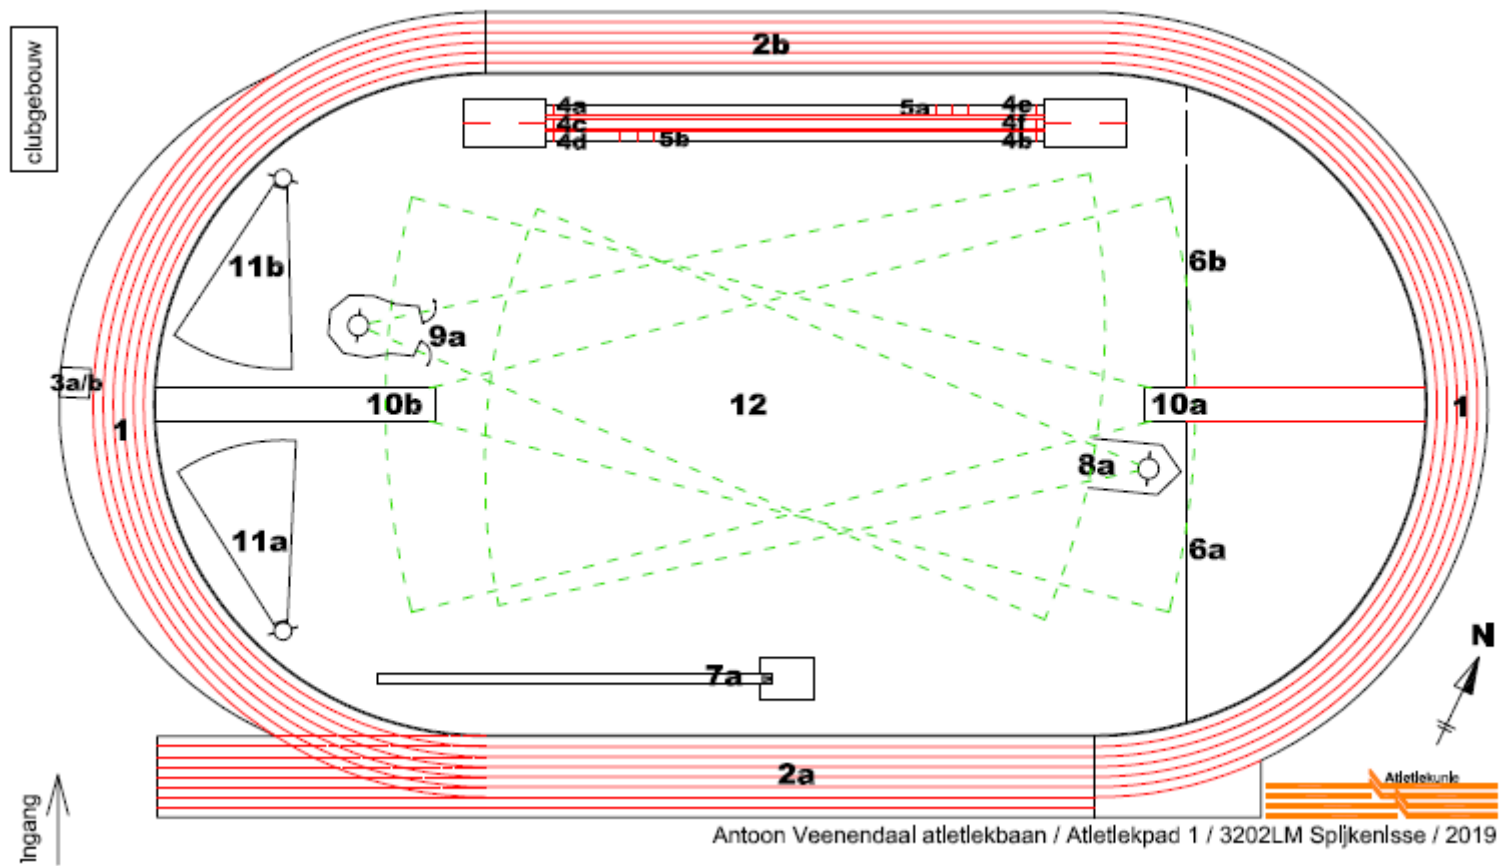 clubgebouw
2b
4a
5a
4e
4c
4f
4d
5b
4b
11b
6b
9a
3a/b
10b
12
10a
1
1
8a
11a
6a
7a
N
2a
Atletiekunie
Ingang
Antoon Veenendaal atletiekbaan / Atletiekpad 1 / 3202LM Spijkenisse / 2019